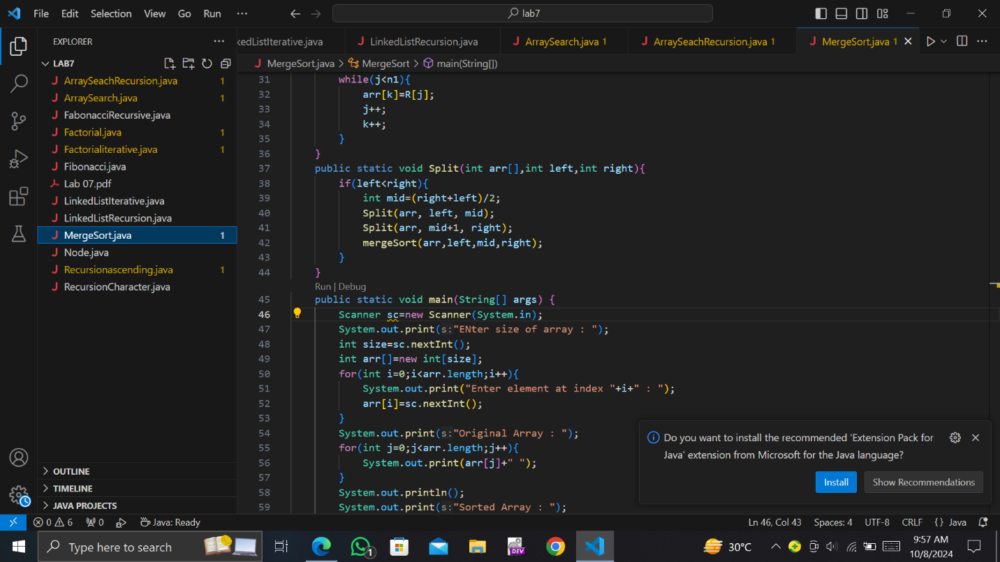 File Edit Selection View Go Run ··· lab7
EXPLORER
kedListIterative.java LinkedListRecursion.java ArraySearch.java 1 ArraySeachRecursion.java 1 MergeSort.java 1
LAB7
MergeSort.java > MergeSort > main(String[])
ArraySeachRecursion.java 1
ArraySearch.java 1
FabonacciRecursive.java
Factorial.java 1
Factorialiterative.java 1
Fibonacci.java
Lab 07.pdf
LinkedListIterative.java
LinkedListRecursion.java
MergeSort.java 1
Node.java
Recursionascending.java 1
RecursionCharacter.java
OUTLINE
TIMELINE
JAVA PROJECTS
31 while(j<n1){
32 arr[k]=R[j];
33 j++;
34 k++;
35 }
36 }
37 public static void Split(int arr[],int left,int right){
38 if(left<right){
39 int mid=(right+left)/2;
40 Split(arr, left, mid);
41 Split(arr, mid+1, right);
42 mergeSort(arr,left,mid,right);
43 }
44 }
Run | Debug
45 public static void main(String[] args) {
46 Scanner sc=new Scanner(System.in);
47 System.out.print(s:"ENter size of array : ");
48 int size=sc.nextInt();
49 int arr[]=new int[size];
50 for(int i=0;i<arr.length;i++){
51 System.out.print("Enter element at index "+i+" : ");
52 arr[i]=sc.nextInt();
53 }
54 System.out.print(s:"Original Array : ");
55 for(int j=0;j<arr.length;j++){
56 System.out.print(arr[j]+" ");
57 }
58 System.out.println();
59 System.out.print(s:"Sorted Array : ");
Do you want to install the recommended 'Extension Pack for
Java' extension from Microsoft for the Java language?
Install Show Recommendations
0 6 0 Java: Ready Ln 46, Col 43 Spaces: 4 UTF-8 CRLF {} Java
Type here to search DEV 1 30°C 9:57 AM
10/8/2024